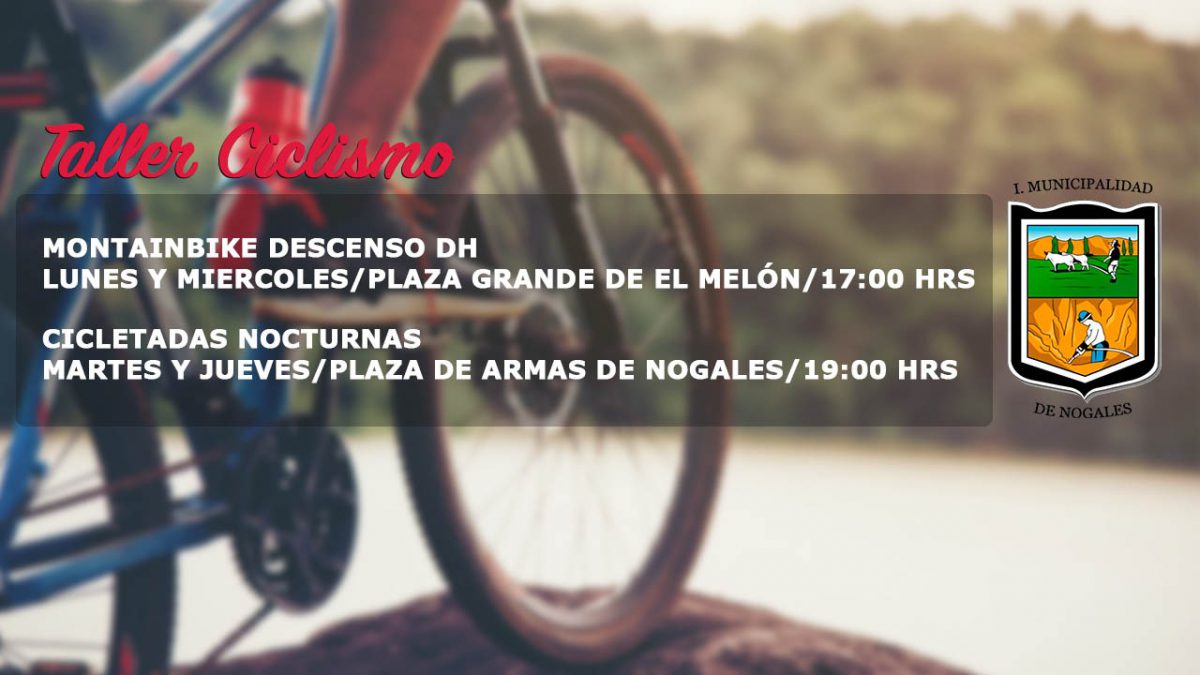 Taller Ciclismo
MONTAINBIKE DESCENSO DH
LUNES Y MIERCOLES/PLAZA GRANDE DE EL MELÓN/17:00 HRS
CICLETADAS NOCTURNAS
MARTES Y JUEVES/PLAZA DE ARMAS DE NOGALES/19:00 HRS
I. MUNICIPALIDAD
DE NOGALES